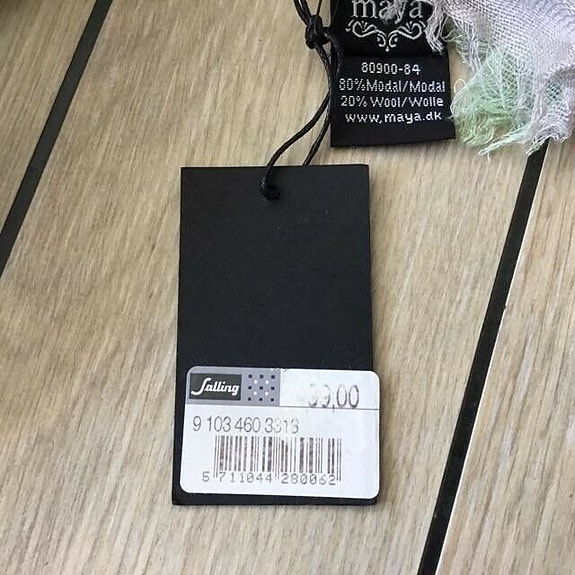 maya
80900-84
80%Modal/Modal
20% Wool/Wolle
www.maya.dk
Salling
9 103 460
5 711044 280062